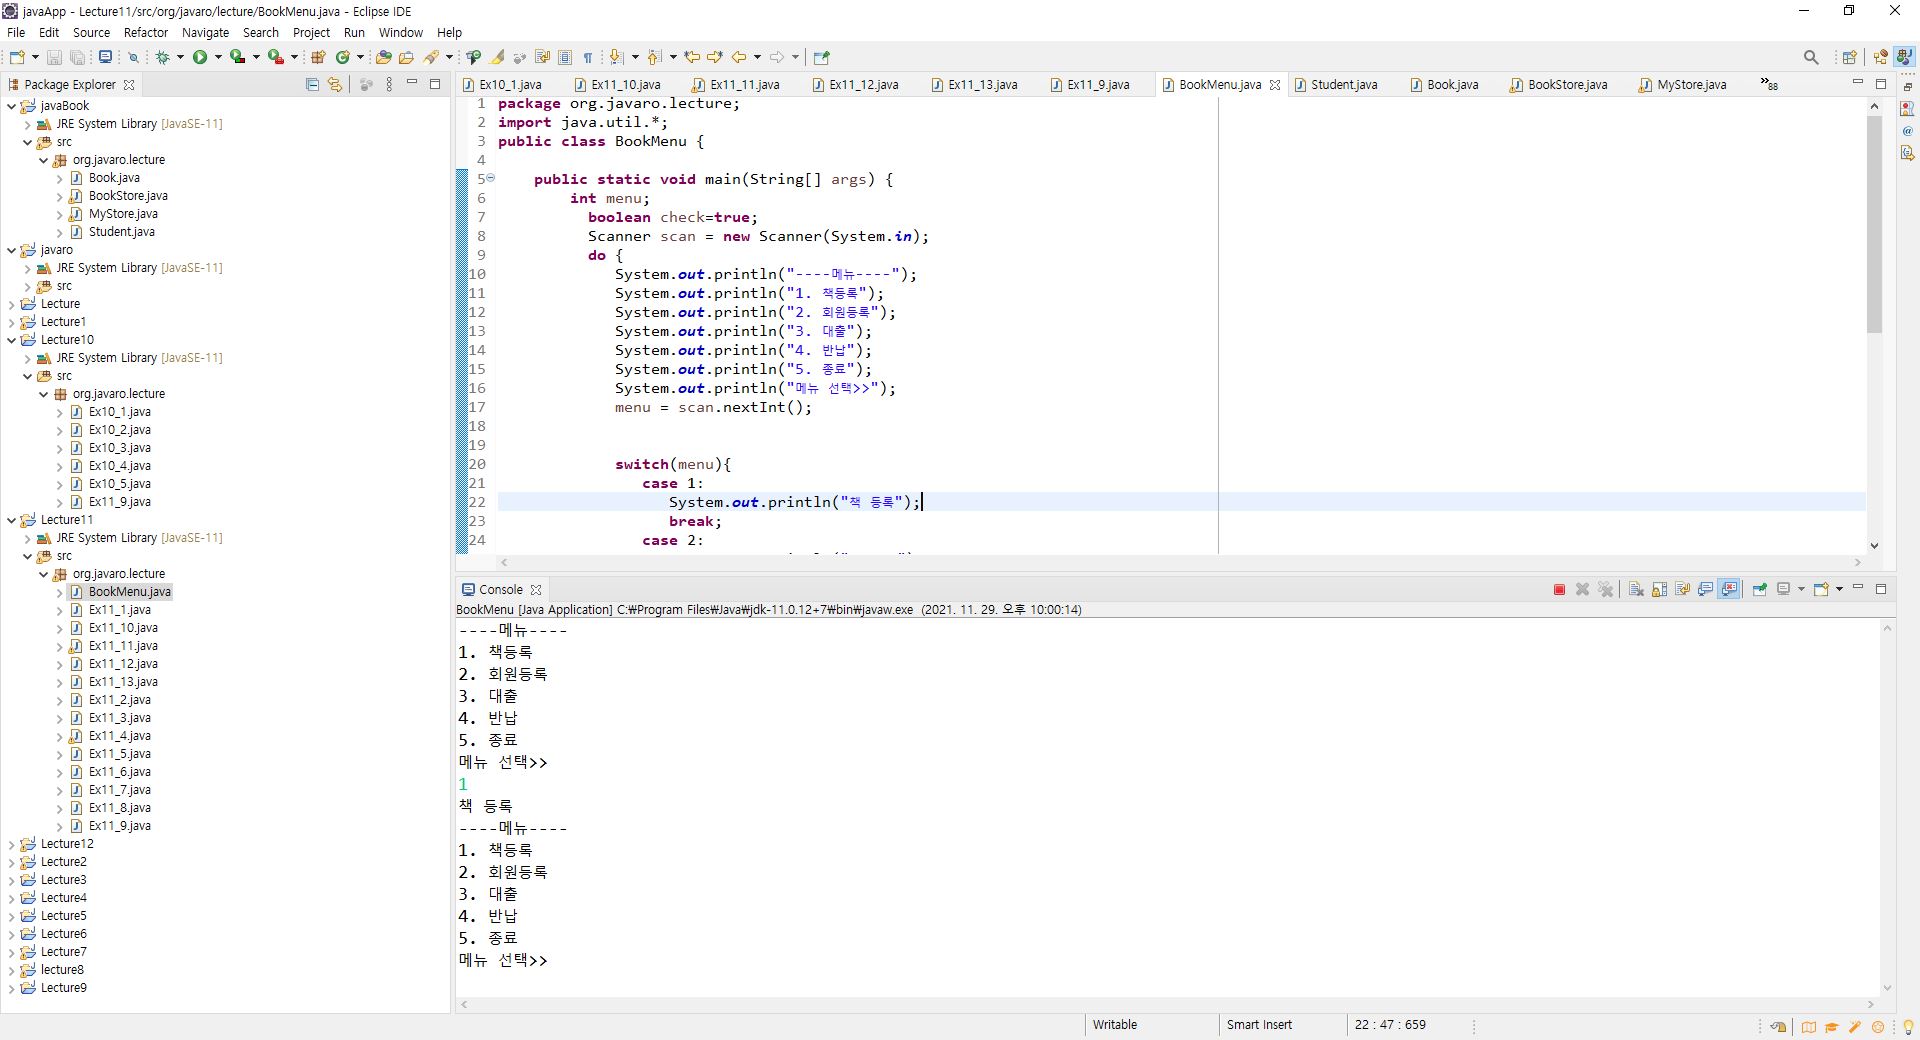 javaApp - Lecture11/src/org/javaro/lecture/BookMenu.java - Eclipse IDE
File Edit Source Refactor Navigate Search Project Run Window Help
Package Explorer
javaBook
JRE System Library [JavaSE-11]
src
org.javaro.lecture
Book.java
BookStore.java
MyStore.java
Student.java
javaro
JRE System Library [JavaSE-11]
src
Lecture
Lecture1
Lecture10
JRE System Library [JavaSE-11]
src
org.javaro.lecture
Ex10_1.java
Ex10_2.java
Ex10_3.java
Ex10_4.java
Ex10_5.java
Ex11_9.java
Lecture11
JRE System Library [JavaSE-11]
src
org.javaro.lecture
BookMenu.java
Ex11_1.java
Ex11_10.java
Ex11_11.java
Ex11_12.java
Ex11_13.java
Ex11_2.java
Ex11_3.java
Ex11_4.java
Ex11_5.java
Ex11_6.java
Ex11_7.java
Ex11_8.java
Ex11_9.java
Lecture12
Lecture2
Lecture3
Lecture4
Lecture5
Lecture6
Lecture7
lecture8
Lecture9
Ex10_1.java Ex11_10.java Ex11_11.java Ex11_12.java Ex11_13.java Ex11_9.java BookMenu.java Student.java Book.java BookStore.java MyStore.java »88
1 package org.javaro.lecture;
2 import java.util.*;
3 public class BookMenu {
4
5 public static void main(String[] args) {
6 int menu;
7 boolean check=true;
8 Scanner scan = new Scanner(System.in);
9 do {
10 System.out.println("----메뉴----");
11 System.out.println("1. 책등록");
12 System.out.println("2. 회원등록");
13 System.out.println("3. 대출");
14 System.out.println("4. 반납");
15 System.out.println("5. 종료");
16 System.out.println("메뉴 선택>>");
17 menu = scan.nextInt();
18
19
20 switch(menu){
21 case 1:
22 System.out.println("책 등록");
23 break;
24 case 2:
Console
BookMenu [Java Application] C:₩Program Files₩Java₩jdk-11.0.12+7₩bin₩javaw.exe (2021. 11. 29. 오후 10:00:14)
----메뉴----
1. 책등록
2. 회원등록
3. 대출
4. 반납
5. 종료
메뉴 선택>>
1
책 등록
----메뉴----
1. 책등록
2. 회원등록
3. 대출
4. 반납
5. 종료
메뉴 선택>>
Writable Smart Insert 22 : 47 : 659